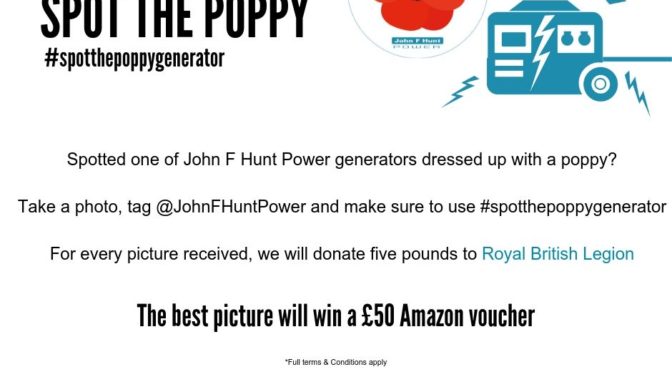 SPOT THE POPPY
#spotthepoppygenerator
John F Hunt
POWER
Spotted one of John F Hunt Power generators dressed up with a poppy?
Take a photo, tag @JohnFHuntPower and make sure to use #spotthepoppygenerator
For every picture received, we will donate five pounds to Royal British Legion
The best picture will win a £50 Amazon voucher
*Full terms & Conditions apply